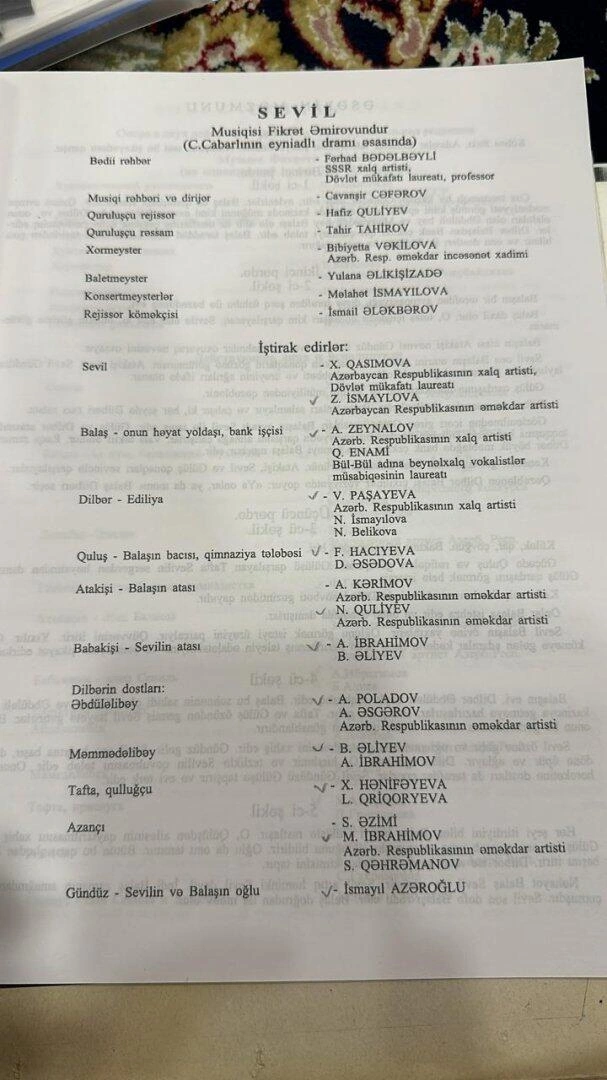 SEVİL
Musiqisi Fikrət Əmirovundur
(C.Cabarlının eyniadlı dramı əsasında)
Bədii rəhbər - Fərhad BƏDƏLBƏYLİ
SSSR xalq artisti,
Dövlət mükafatı laureatı, professor
Musiqi rəhbəri və dirijor - Cavanşir CƏFƏROV
Quruluşçu rejissor - Hafiz QULİYEV
Quruluşçu rəssam - Tahir TAHİROV
Xormeyster - Bibiyetta VƏKİLOVA
Azərb. Resp. əməkdar incəsənət xadimi
Baletmeyster - Yulana ƏLİKİŞİZADƏ
Konsertmeysterlər - Məlahət İSMAYILOVA
Rejissor köməkçisi - İsmail ƏLƏKBƏROV
İştirak edirlər:
Sevil - X. QASIMOVA
Azərbaycan Respublikasının xalq artisti,
Dövlət mükafatı laureatı
✓ Z. İSMAYLOVA
Azərbaycan Respublikasının əməkdar artisti
Balaş - onun həyat yoldaşı, bank işçisi ✓ - A. ZEYNALOV
Azərb. Respublikasının xalq artisti
Q. ENAMİ
Bül-Bül adına beynəlxalq vokalistlər
müsabiqəsinin laureatı
Dilbər - Ediliya ✓ - V. PAŞAYEVA
Azərb. Respublikasının xalq artisti
N. İsmayılova
N. Belikova
Quluş - Balaşın bacısı, qimnaziya tələbəsi ✓ - F. HACIYEVA
D. ƏSƏDOVA
Atakişi - Balaşın atası - A. KƏRİMOV
Azərb. Respublikasının əməkdar artisti
✓ N. QULİYEV
Azərb. Respublikasının əməkdar artisti
Babakişi - Sevilin atası ✓ - A. İBRAHİMOV
B. ƏLİYEV
Dilbərin dostları:
Əbdüləlibəy ✓ - A. POLADOV
A. ƏSGƏROV
Azərb. Respublikasının əməkdar artisti
Məmmədəlibəy ✓ - B. ƏLİYEV
A. İBRAHİMOV
Tafta, qulluğçu ✓ - X. HƏNİFƏYEVA
L. QRİQORYEVA
Azançı - S. ƏZİMİ
✓ M. İBRAHİMOV
Azərb. Respublikasının əməkdar artisti
S. QƏHRƏMANOV
Gündüz - Sevilin və Balaşın oğlu ✓ - İsmayıl AZƏROĞLU